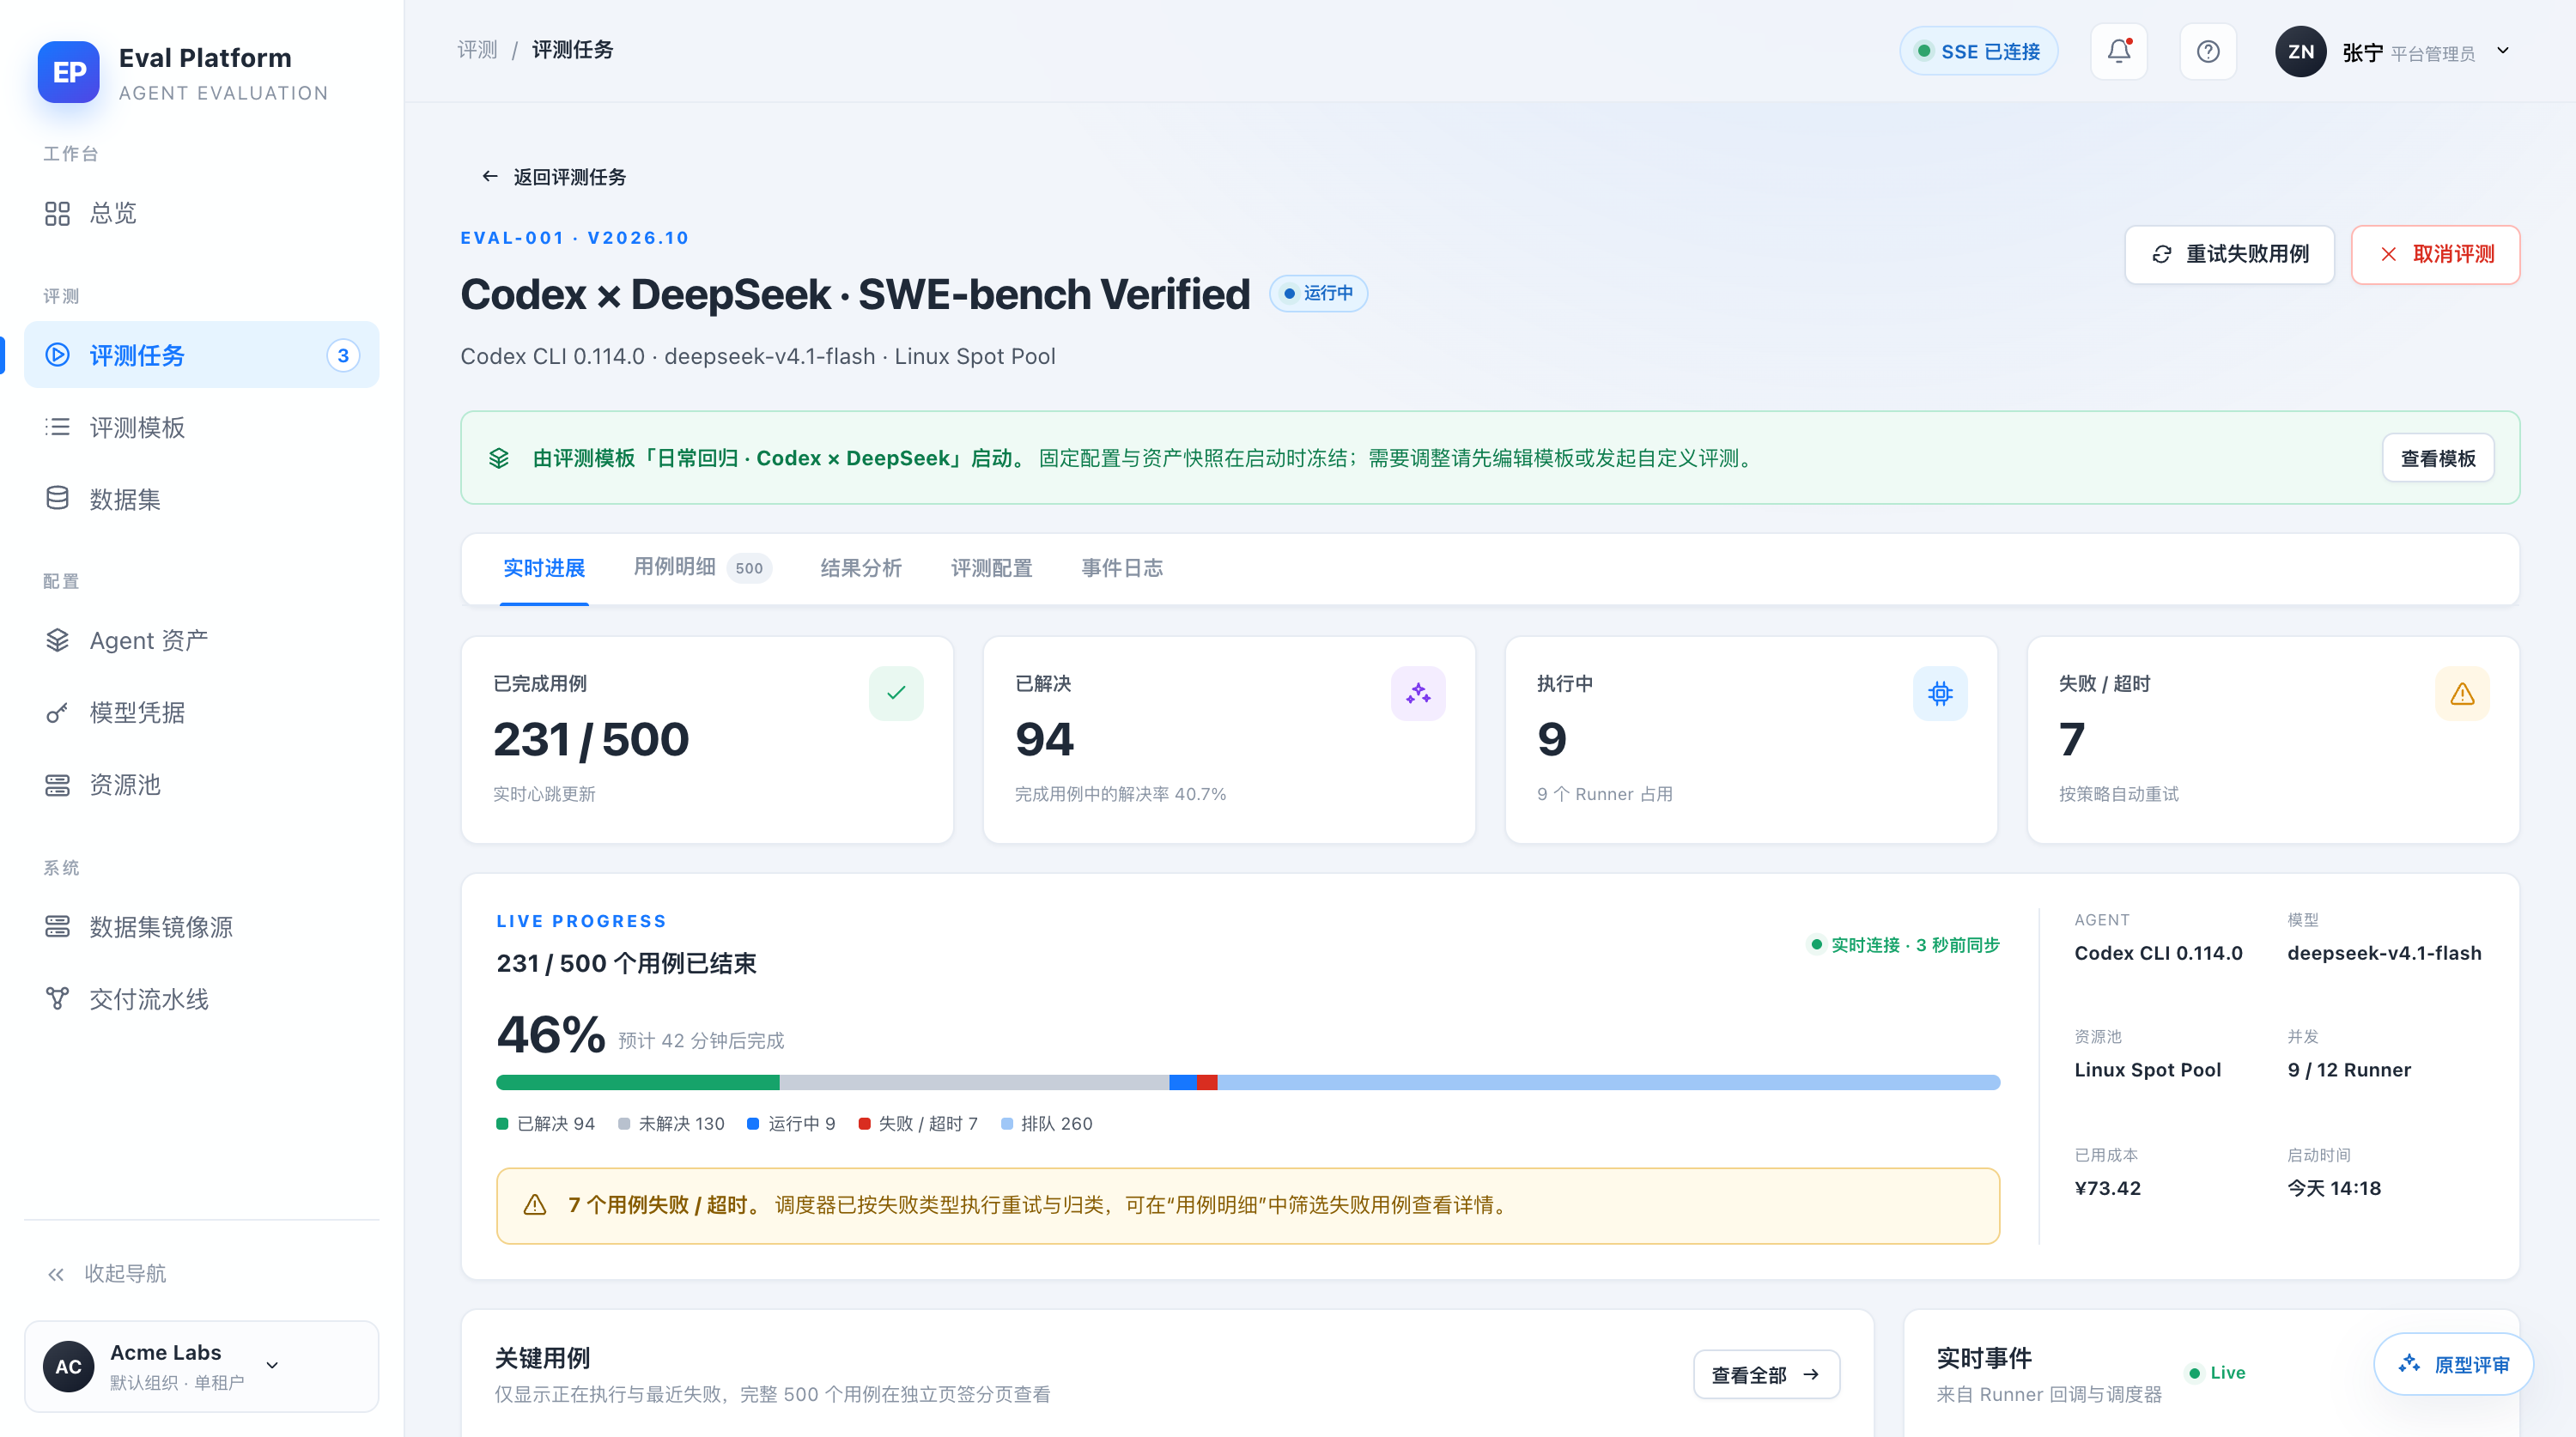 EP
Eval Platform
AGENT EVALUATION
工作台
总览
评测
评测任务 3
评测模板
数据集
配置
Agent 资产
模型凭据
资源池
系统
数据集镜像源
交付流水线
收起导航
AC
Acme Labs
默认组织 · 单租户
评测 / 评测任务
SSE 已连接
ZN 张宁 平台管理员
返回评测任务
EVAL-001 · V2026.10
Codex × DeepSeek · SWE-bench Verified 运行中
Codex CLI 0.114.0 · deepseek-v4.1-flash · Linux Spot Pool
重试失败用例 取消评测
由评测模板「日常回归 · Codex × DeepSeek」启动。 固定配置与资产快照在启动时冻结；需要调整请先编辑模板或发起自定义评测。 查看模板
实时进展 用例明细 500 结果分析 评测配置 事件日志
已完成用例
231 / 500
实时心跳更新
已解决
94
完成用例中的解决率 40.7%
执行中
9
9 个 Runner 占用
失败 / 超时
7
按策略自动重试
LIVE PROGRESS
231 / 500 个用例已结束
实时连接 · 3 秒前同步
46% 预计 42 分钟后完成
已解决 94 未解决 130 运行中 9 失败 / 超时 7 排队 260
7 个用例失败 / 超时。 调度器已按失败类型执行重试与归类，可在“用例明细”中筛选失败用例查看详情。
AGENT
Codex CLI 0.114.0
模型
deepseek-v4.1-flash
资源池
Linux Spot Pool
并发
9 / 12 Runner
已用成本
¥73.42
启动时间
今天 14:18
关键用例
仅显示正在执行与最近失败，完整 500 个用例在独立页签分页查看
查看全部
实时事件
来自 Runner 回调与调度器
Live
原型评审